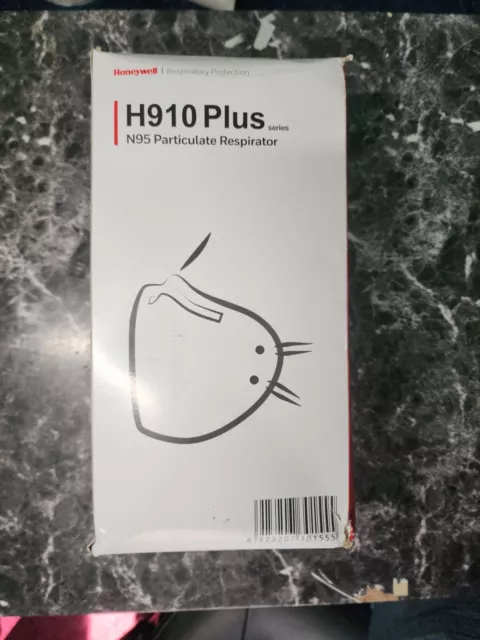 Honeywell | Respiratory Protection
H910 Plus series
N95 Particulate Respirator